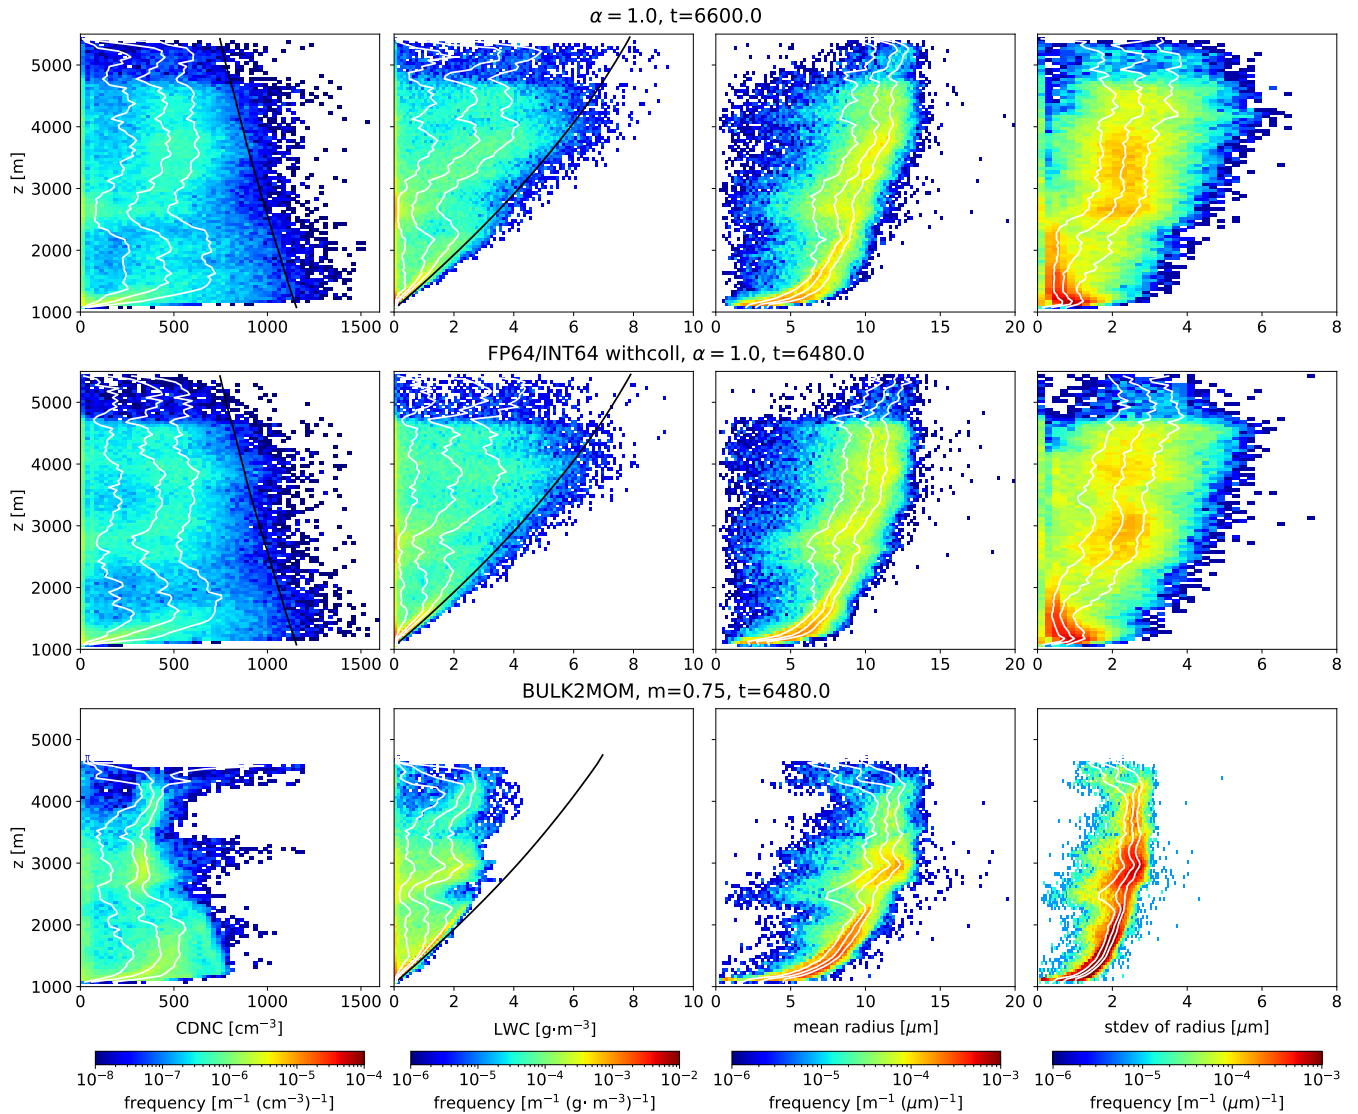 α = 1.0, t=6600.0
z [m]
5000
4000
3000
2000
1000
0 500 1000 1500
0 2 4 6 8 10
0 5 10 15 20
0 2 4 6 8
FP64/INT64 withcoll, α = 1.0, t=6480.0
z [m]
5000
4000
3000
2000
1000
0 500 1000 1500
0 2 4 6 8 10
0 5 10 15 20
0 2 4 6 8
BULK2MOM, m=0.75, t=6480.0
z [m]
5000
4000
3000
2000
1000
0 500 1000 1500
0 2 4 6 8 10
0 5 10 15 20
0 2 4 6 8
CDNC [cm⁻³]
LWC [g·m⁻³]
mean radius [μm]
stdev of radius [μm]
10⁻⁸ 10⁻⁷ 10⁻⁶ 10⁻⁵ 10⁻⁴
10⁻⁶ 10⁻⁵ 10⁻⁴ 10⁻³ 10⁻²
10⁻⁶ 10⁻⁵ 10⁻⁴ 10⁻³
10⁻⁶ 10⁻⁵ 10⁻⁴ 10⁻³
frequency [m⁻¹ (cm⁻³)⁻¹]
frequency [m⁻¹ (g· m⁻³)⁻¹]
frequency [m⁻¹ (μm)⁻¹]
frequency [m⁻¹ (μm)⁻¹]